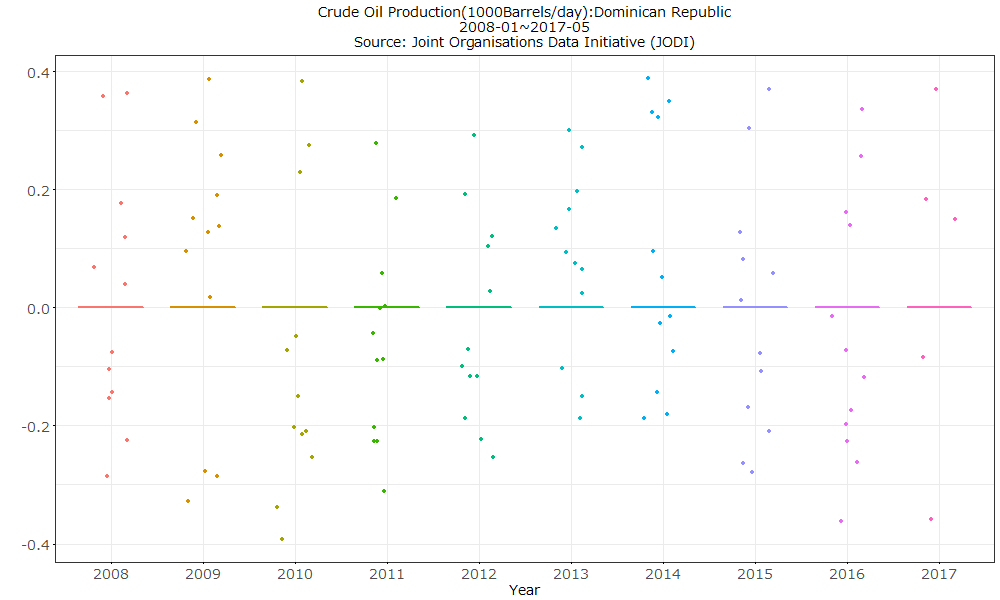 Crude Oil Production(1000Barrels/day):Dominican Republic
2008-01~2017-05
Source: Joint Organisations Data Initiative (JODI)
0.4
0.2
0.0
-0.2
-0.4
2008 2009 2010 2011 2012 2013 2014 2015 2016 2017
Year